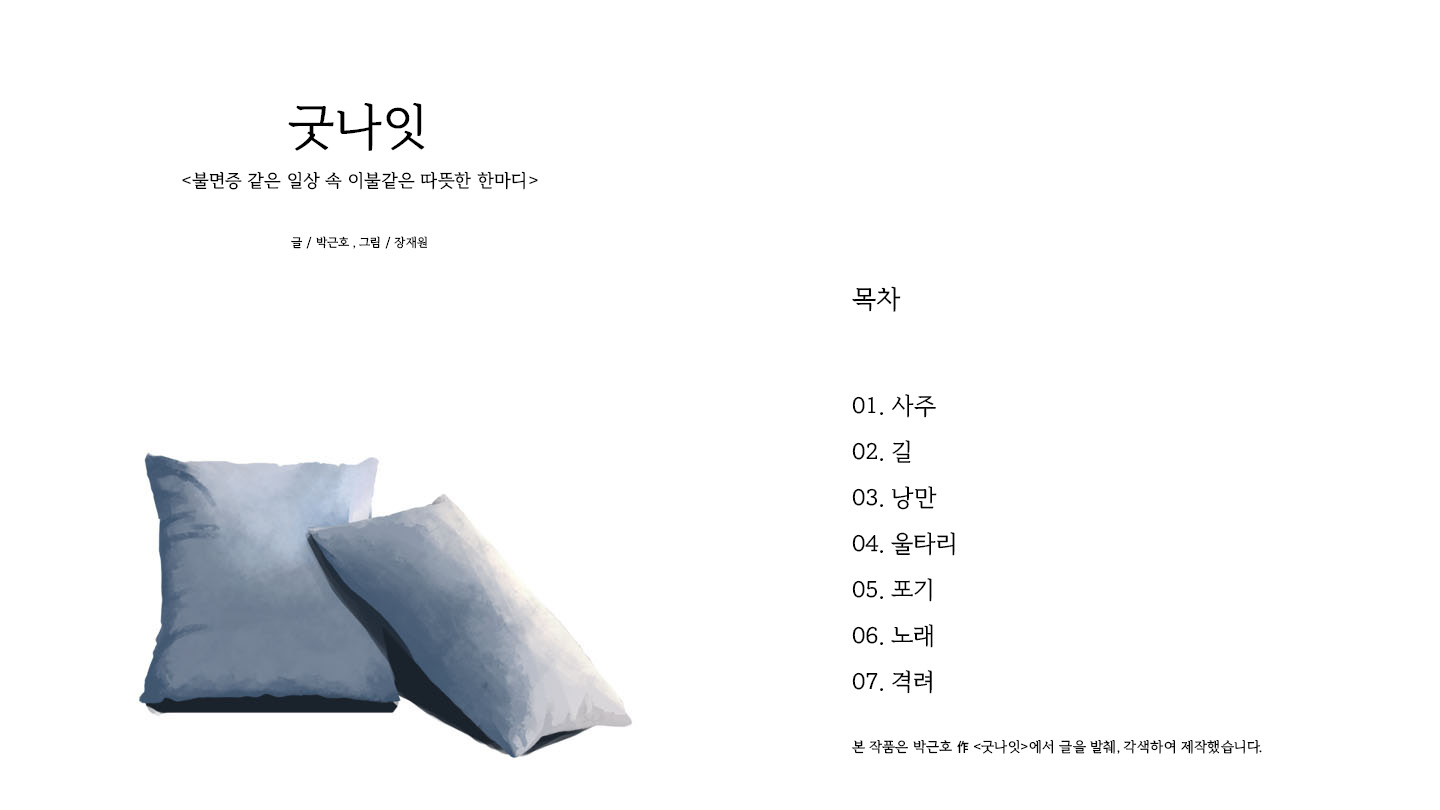 굿나잇
<불면증 같은 일상 속 이불같은 따뜻한 한마디>
글 / 박근호 , 그림 / 장재원
목차
01. 사주
02. 길
03. 낭만
04. 울타리
05. 포기
06. 노래
07. 격려
본 작품은 박근호 作 <굿나잇>에서 글을 발췌, 각색하여 제작했습니다.